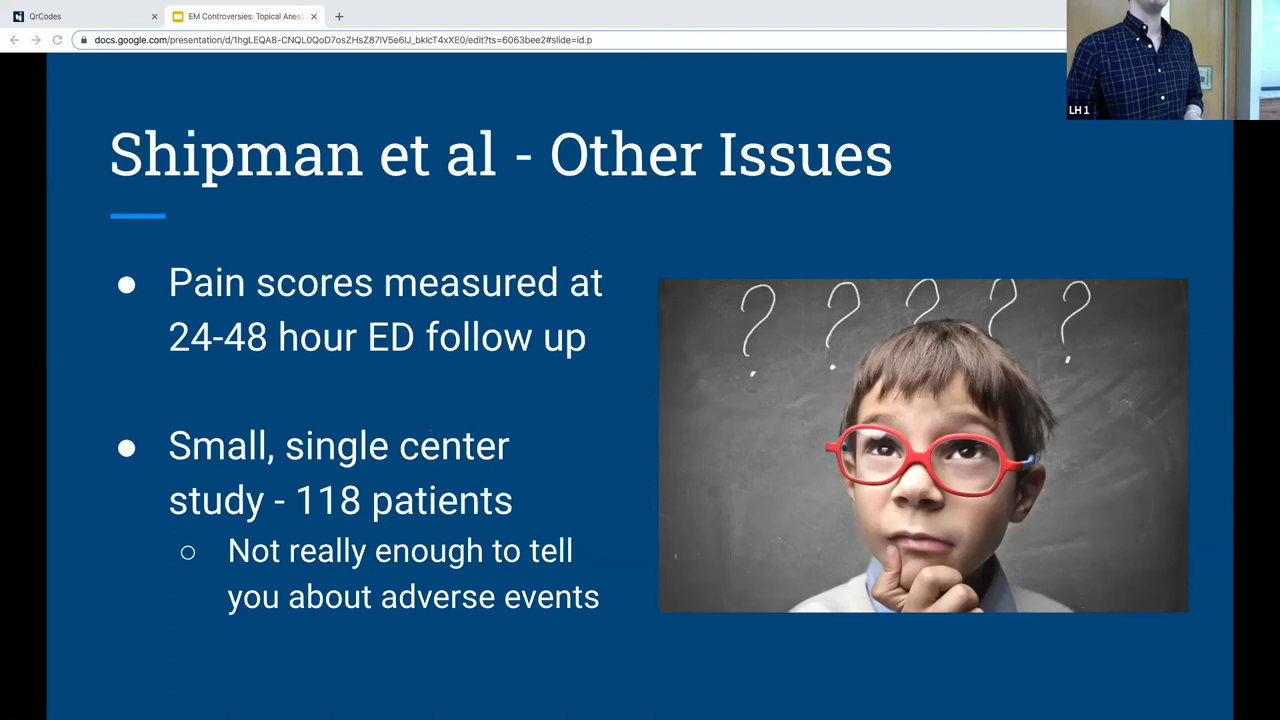 QrCodes
EM Controversies: Topical Anest
docs.google.com/presentation/d/1hgLEQA8-CNQL0QoD7osZHsZ87lV5e6lJ_bkIcT4xXE0/edit?ts=6063bee2#slide=id.p
LH 1
Shipman et al - Other Issues
● Pain scores measured at
24-48 hour ED follow up
● Small, single center
study - 118 patients
○ Not really enough to tell
you about adverse events
? ? ? ? ?